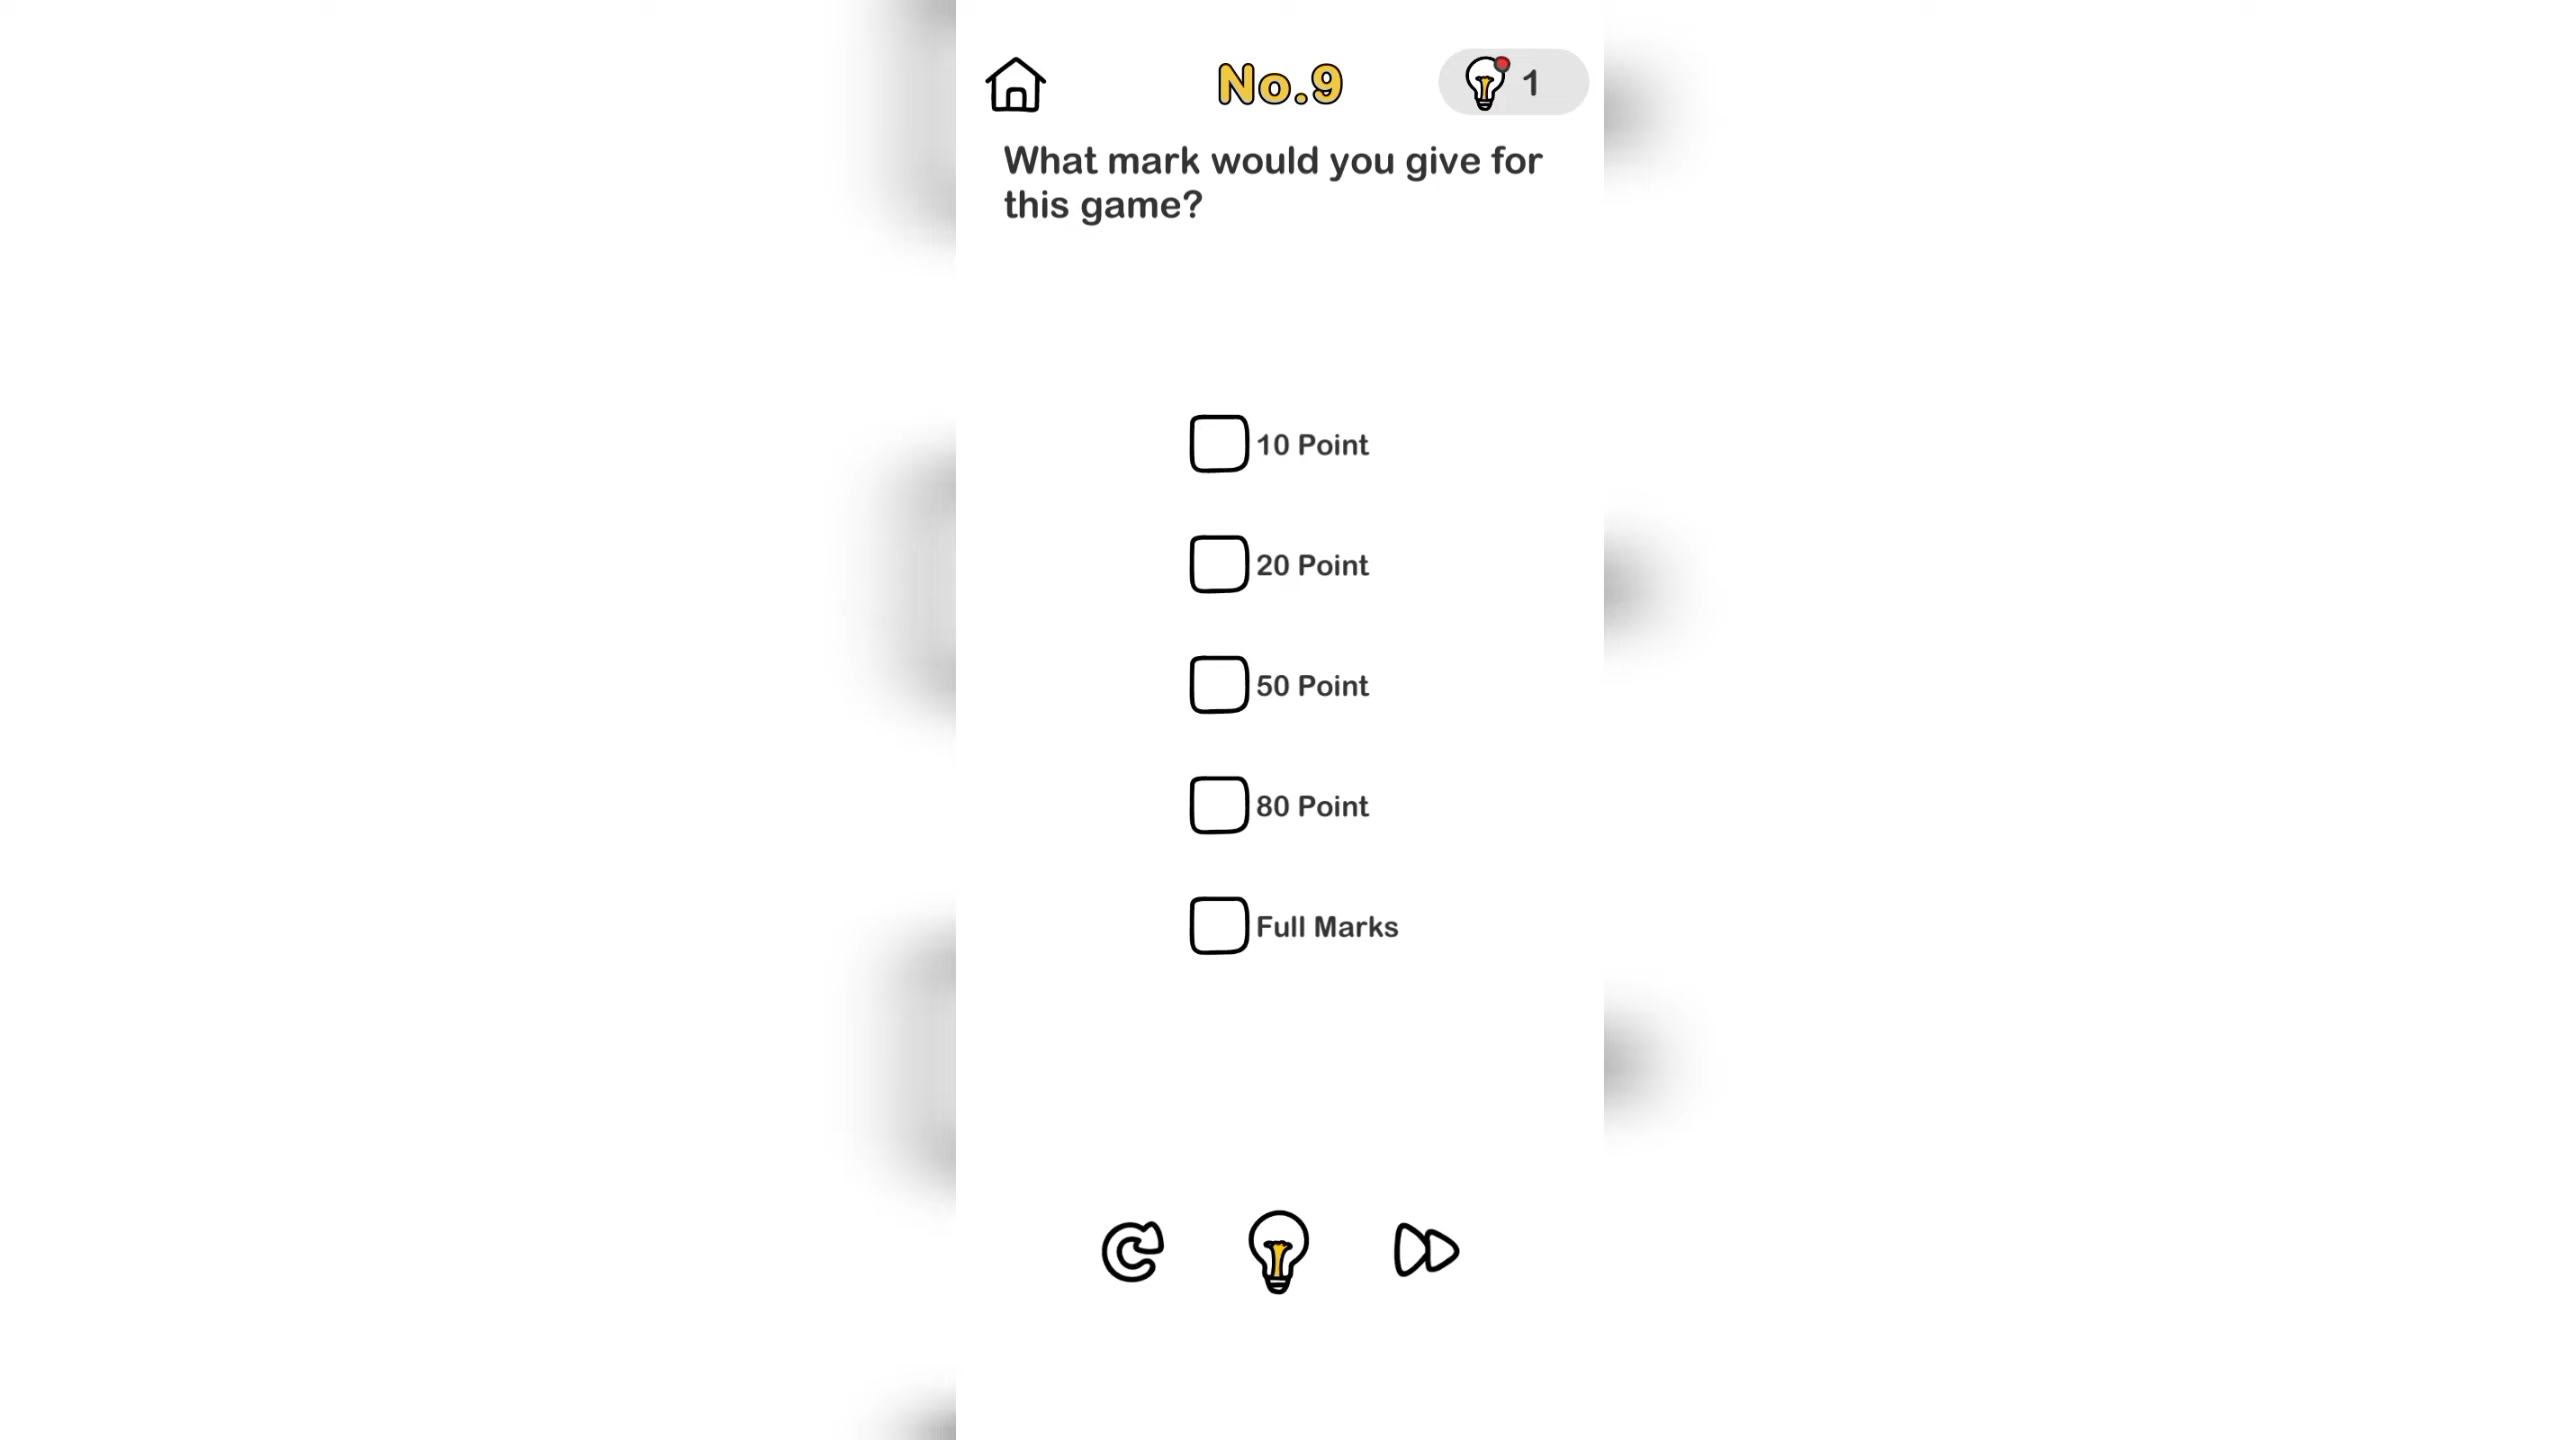 No.9
1
What mark would you give for
this game?
10 Point
20 Point
50 Point
80 Point
Full Marks